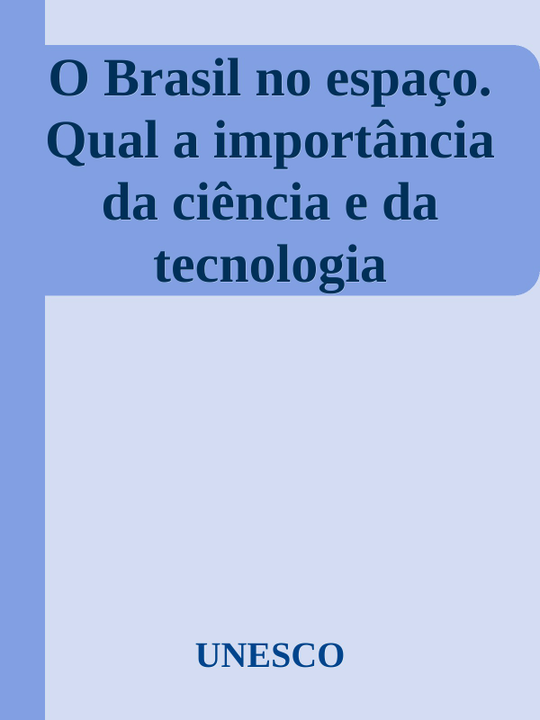 O Brasil no espaço.
Qual a importância
da ciência e da
tecnologia
UNESCO